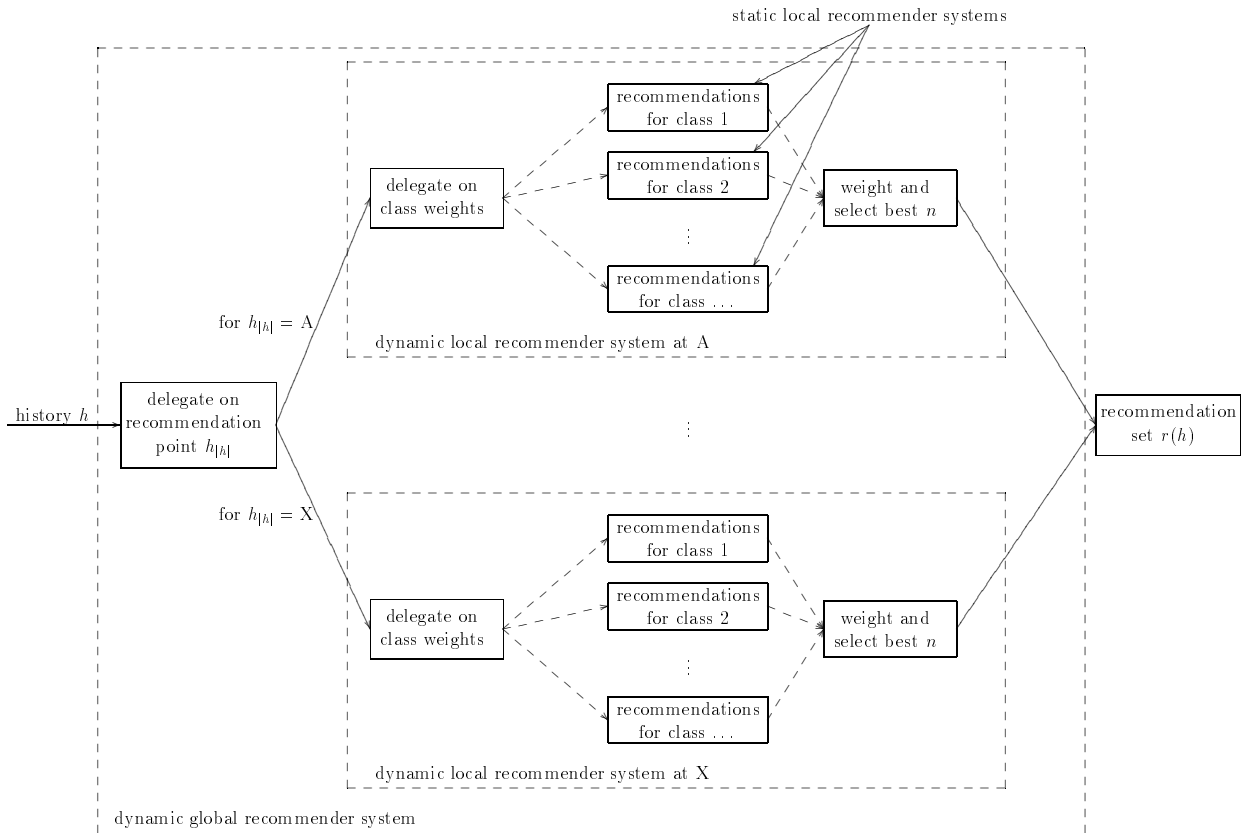 static local recommender systems
recommendations
for class 1
recommendations
for class 2
⋮
recommendations
for class ...
delegate on
class weights
weight and
select best n
for h|h| = A
dynamic local recommender system at A
history h
delegate on
recommendation
point h|h|
⋮
recommendation
set r(h)
for h|h| = X
recommendations
for class 1
recommendations
for class 2
⋮
recommendations
for class ...
delegate on
class weights
weight and
select best n
dynamic local recommender system at X
dynamic global recommender system